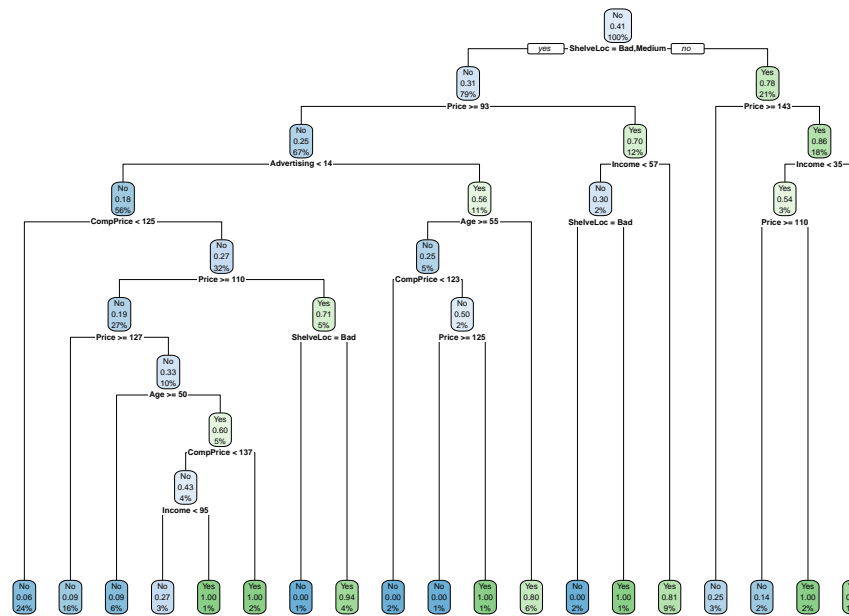 No
0.41
100%
yes ShelveLoc = Bad,Medium no
No
0.31
79%
Price >= 93
Yes
0.78
21%
Price >= 143
No
0.25
67%
Advertising < 14
Yes
0.70
12%
Income < 57
Yes
0.86
18%
Income < 35
No
0.18
56%
CompPrice < 125
Yes
0.56
11%
Age >= 55
No
0.30
2%
ShelveLoc = Bad
Yes
0.54
3%
Price >= 110
No
0.27
32%
Price >= 110
No
0.25
5%
CompPrice < 123
No
0.19
27%
Price >= 127
Yes
0.71
5%
ShelveLoc = Bad
No
0.50
2%
Price >= 125
No
0.33
10%
Age >= 50
Yes
0.60
5%
CompPrice < 137
No
0.43
4%
Income < 95
No
0.06
24%
No
0.09
16%
No
0.09
6%
No
0.27
3%
Yes
1.00
1%
Yes
1.00
2%
No
0.00
1%
Yes
0.94
4%
No
0.00
2%
No
0.00
1%
Yes
1.00
1%
Yes
0.80
6%
No
0.00
2%
Yes
1.00
1%
Yes
0.81
9%
No
0.25
3%
No
0.14
2%
Yes
1.00
2%